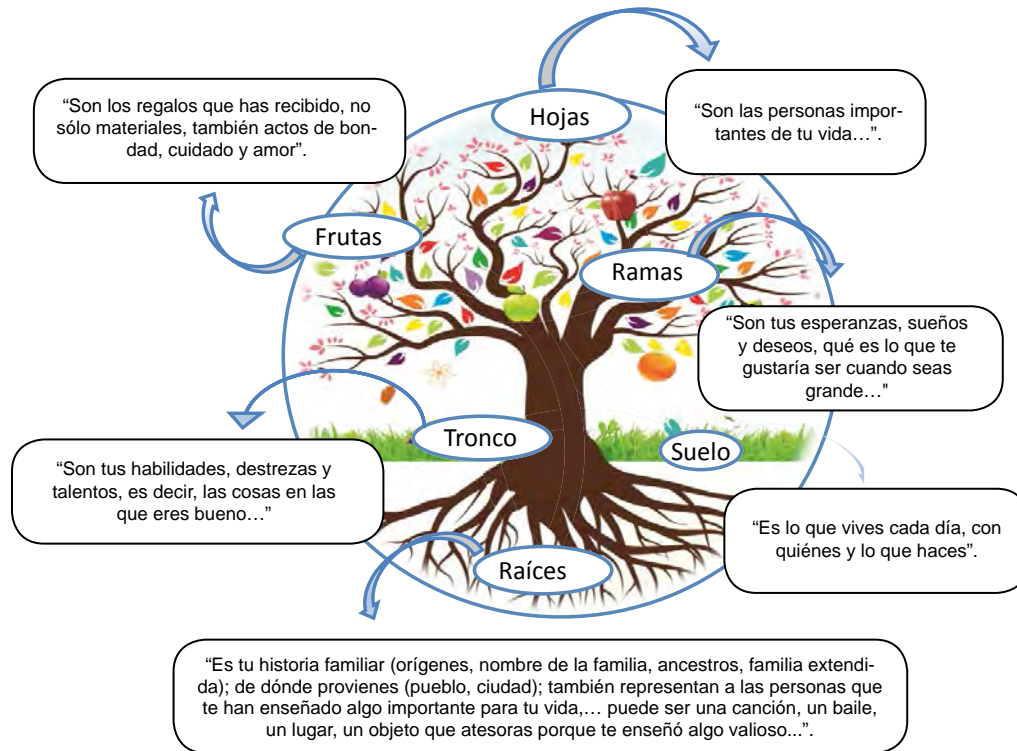 Hojas
“Son las personas impor-
tantes de tu vida…”.
“Son los regalos que has recibido, no
sólo materiales, también actos de bon-
dad, cuidado y amor”.
Frutas
Ramas
“Son tus esperanzas, sueños
y deseos, qué es lo que te
gustaría ser cuando seas
grande…"
Tronco
Suelo
“Son tus habilidades, destrezas y
talentos, es decir, las cosas en las
que eres bueno…”
“Es lo que vives cada día, con
quiénes y lo que haces”.
Raíces
“Es tu historia familiar (orígenes, nombre de la familia, ancestros, familia extendi-
da); de dónde provienes (pueblo, ciudad); también representan a las personas que
te han enseñado algo importante para tu vida,… puede ser una canción, un baile,
un lugar, un objeto que atesoras porque te enseñó algo valioso...”.